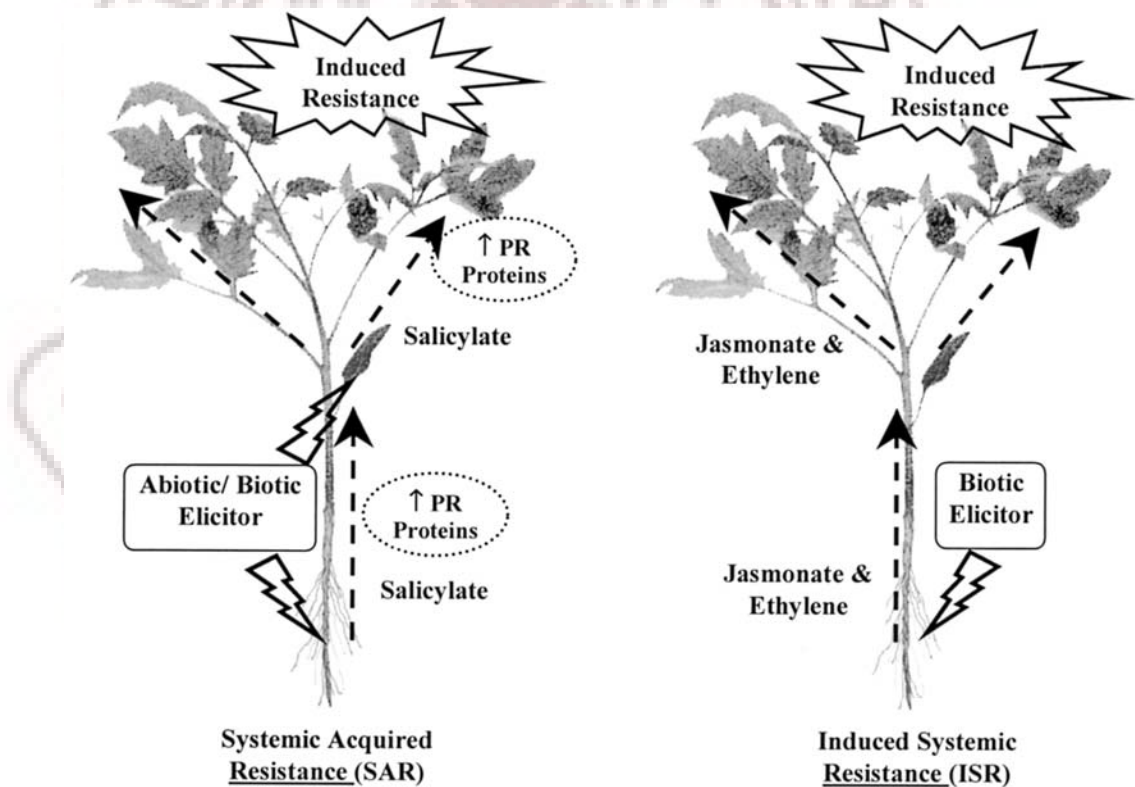 Induced
Resistance
↑ PR
Proteins
Salicylate
Abiotic/ Biotic
Elicitor
↑ PR
Proteins
Salicylate
Systemic Acquired
Resistance (SAR)
Induced
Resistance
Jasmonate &
Ethylene
Biotic
Elicitor
Jasmonate &
Ethylene
Induced Systemic
Resistance (ISR)